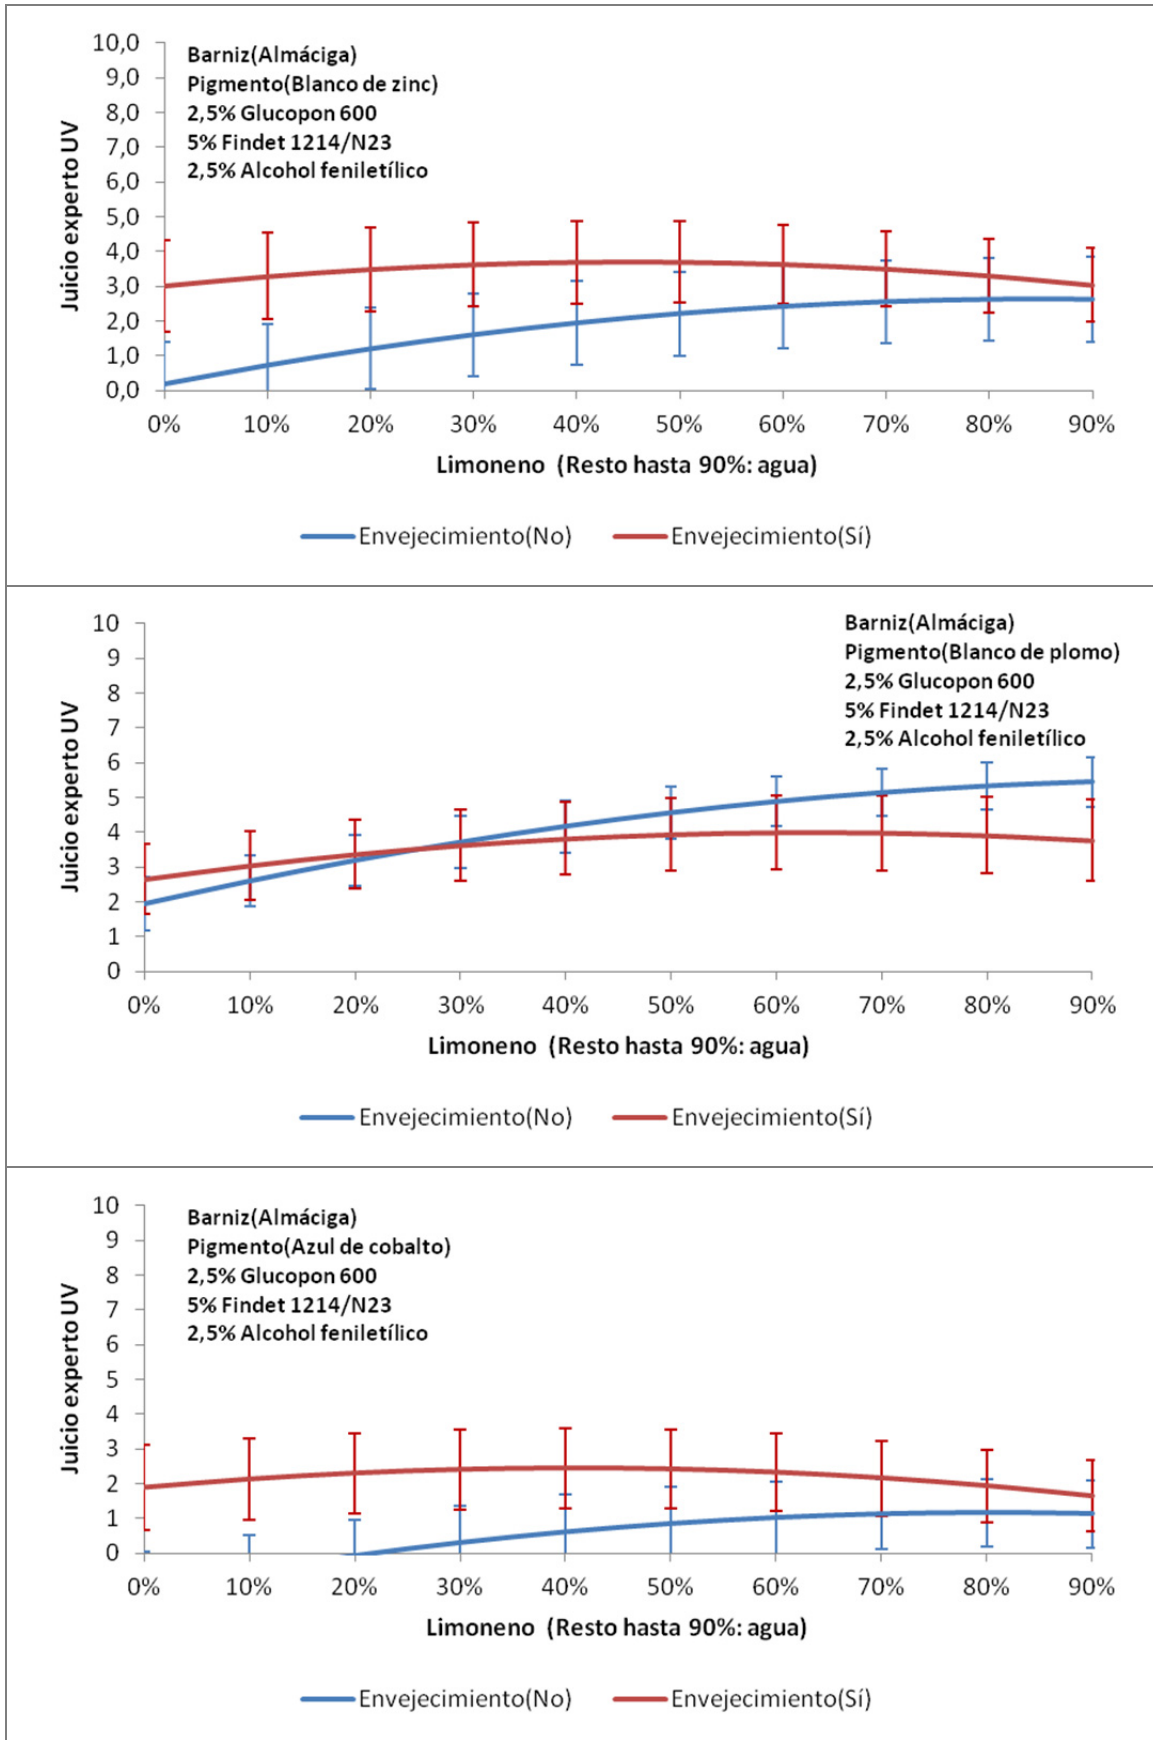 10,0
9,0
8,0
7,0
6,0
5,0
4,0
3,0
2,0
1,0
0,0
Juicio experto UV
Barniz(Almáciga)
Pigmento(Blanco de zinc)
2,5% Glucopon 600
5% Findet 1214/N23
2,5% Alcohol feniletílico
0% 10% 20% 30% 40% 50% 60% 70% 80% 90%
Limoneno (Resto hasta 90%: agua)
Envejecimiento(No) Envejecimiento(Sí)
10
9
8
7
6
5
4
3
2
1
0
Juicio experto UV
Barniz(Almáciga)
Pigmento(Blanco de plomo)
2,5% Glucopon 600
5% Findet 1214/N23
2,5% Alcohol feniletílico
0% 10% 20% 30% 40% 50% 60% 70% 80% 90%
Limoneno (Resto hasta 90%: agua)
Envejecimiento(No) Envejecimiento(Sí)
10
9
8
7
6
5
4
3
2
1
0
Juicio experto UV
Barniz(Almáciga)
Pigmento(Azul de cobalto)
2,5% Glucopon 600
5% Findet 1214/N23
2,5% Alcohol feniletílico
0% 10% 20% 30% 40% 50% 60% 70% 80% 90%
Limoneno (Resto hasta 90%: agua)
Envejecimiento(No) Envejecimiento(Sí)